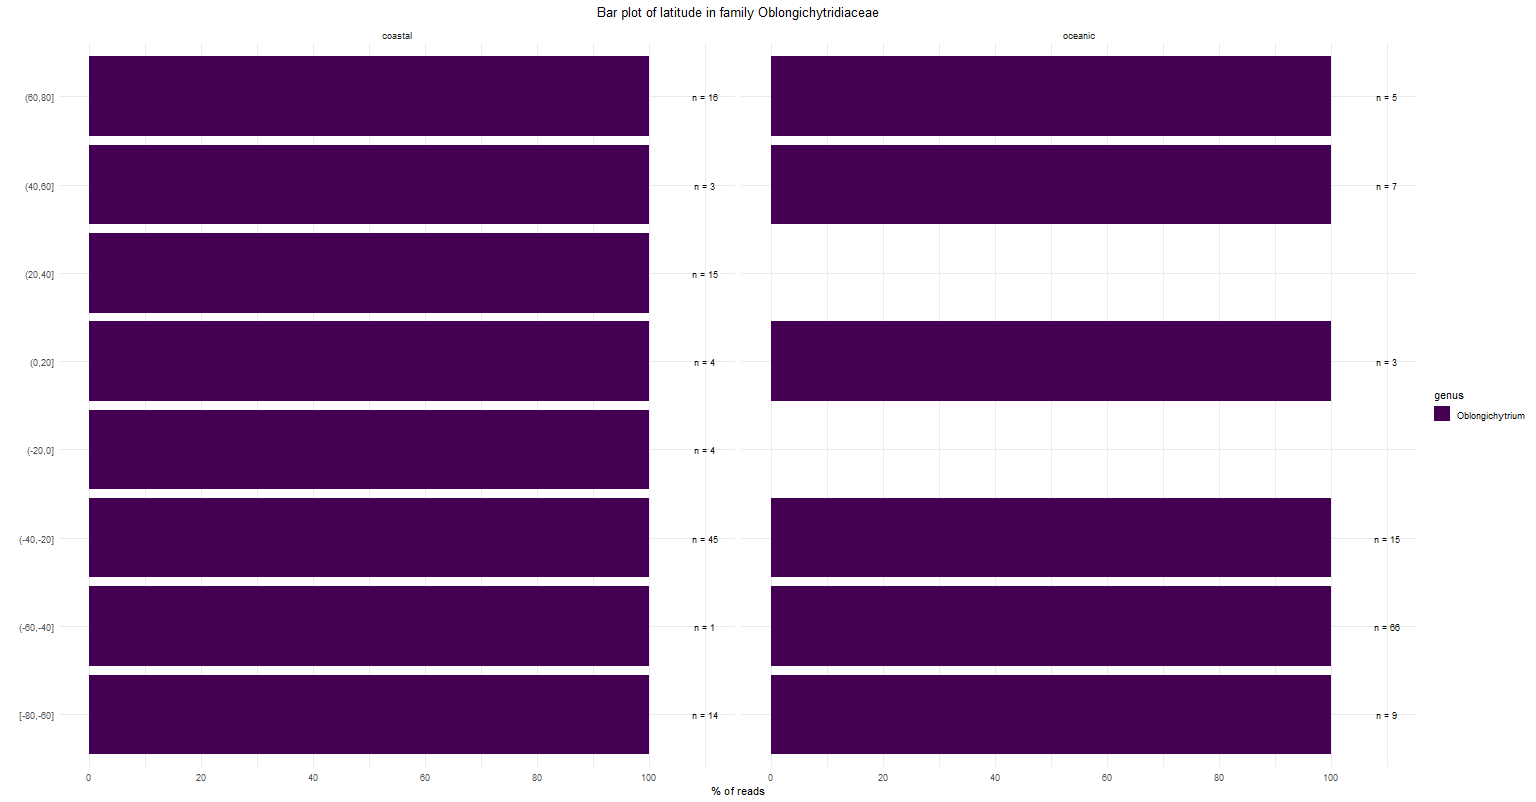 Bar plot of latitude in family Oblongichytridiaceae
coastal
oceanic
(60,80]
n = 16
n = 5
(40,60]
n = 3
n = 7
(20,40]
n = 15
(0,20]
n = 4
n = 3
genus
Oblongichytrium
(-20,0]
n = 4
(-40,-20]
n = 45
n = 15
(-60,-40]
n = 1
n = 66
[-80,-60]
n = 14
n = 9
0 20 40 60 80 100
0 20 40 60 80 100
% of reads